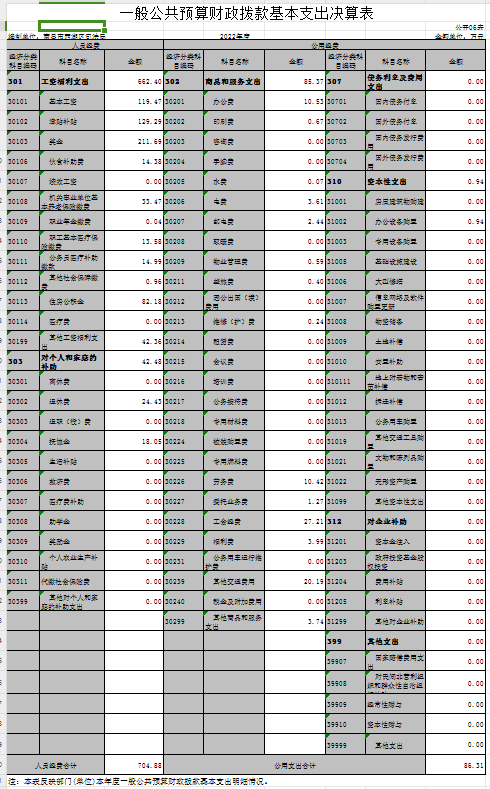 一般公共预算财政拨款基本支出决算表
公开06表
2022年度 金额单位：万元
人员经费 公用经费
经济分类科目编码 科目名称 金额 经济分类科目编码 科目名称 金额 经济分类科目编码 科目名称 金额
301 工资福利支出 662.40 302 商品和服务支出 85.37 307 债务利息及费用支出 0.00
30101 基本工资 119.47 30201 办公费 10.53 30701 国内债务付息 0.00
30102 津贴补贴 129.29 30202 印刷费 0.67 30702 国外债务付息 0.00
30103 奖金 211.69 30203 咨询费 0.00 30703 国内债务发行费用 0.00
30106 伙食补助费 14.38 30204 手续费 0.00 30704 国外债务发行费用 0.00
30107 绩效工资 0.00 30205 水费 0.07 310 资本性支出 0.94
30108 机关事业单位基本养老保险缴费 33.47 30206 电费 3.61 31001 房屋建筑物购建 0.00
30109 职业年金缴费 0.04 30207 邮电费 2.44 31002 办公设备购置 0.94
30110 职工基本医疗保险缴费 13.58 30208 取暖费 0.00 31003 专用设备购置 0.00
30111 公务员医疗补助缴费 14.99 30209 物业管理费 0.59 31005 基础设施建设 0.00
30112 其他社会保障缴费 0.96 30211 差旅费 0.40 31006 大型修缮 0.00
30113 住房公积金 82.18 30212 因公出国（境）费用 0.00 31007 信息网络及软件购置更新 0.00
30114 医疗费 0.00 30213 维修（护）费 0.24 31008 物资储备 0.00
30199 其他工资福利支出 42.36 30214 租赁费 0.00 31009 土地补偿 0.00
303 对个人和家庭的补助 42.48 30215 会议费 0.00 31010 安置补助 0.00
30301 离休费 0.00 30216 培训费 0.00 310111 地上附着物和青苗补偿 0.00
30302 退休费 24.43 30217 公务接待费 0.00 31012 拆迁补偿 0.00
30303 退职（役）费 0.00 30218 专用材料费 0.00 31013 公务用车购置 0.00
30304 抚恤金 18.05 30224 被装购置费 0.00 31019 其他交通工具购置 0.00
30305 生活补助 0.00 30225 专用燃料费 0.00 31021 文物和陈列品购置 0.00
30306 救济费 0.00 30226 劳务费 10.42 31022 无形资产购置 0.00
30307 医疗费补助 0.00 30227 委托业务费 1.27 31099 其他资本性支出 0.00
30308 助学金 0.00 30228 工会经费 27.21 312 对企业补助 0.00
30309 奖励金 0.00 30229 福利费 3.99 31201 资本金注入 0.00
30310 个人农业生产补贴 0.00 30231 公务用车运行维护费 0.00 31203 政府投资基金股权投资 0.00
30311 代缴社会保险费 0.00 30239 其他交通费用 20.19 31204 费用补贴 0.00
30399 其他对个人和家庭的补助支出 0.00 30240 税金及附加费用 0.00 31205 利息补贴 0.00
30299 其他商品和服务支出 3.74 31299 其他对企业补助 0.00
399 其他支出 0.00
39907 国家赔偿费用支出 0.00
39908 对民间非营利组织和群众性自治组织补贴 0.00
39909 经常性赠与 0.00
39910 资本性赠与 0.00
39999 其他支出 0.00
人员经费合计 704.88 公用支出合计 86.31
注：本表反映部门(单位)本年度一般公共预算财政拨款基本支出明细情况。